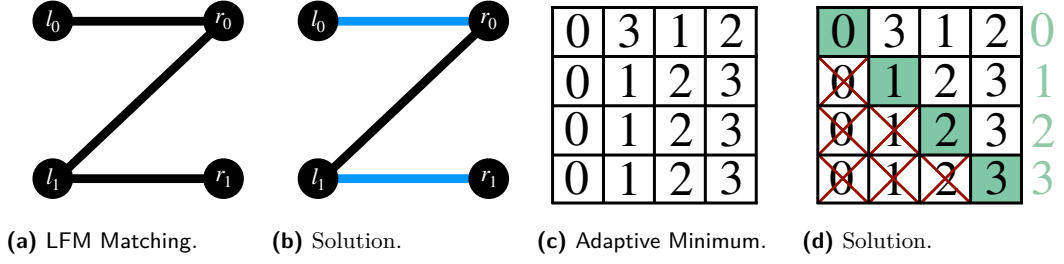 l0 r0
l1 r1
(a) LFM Matching.
l0 r0
l1 r1
(b) Solution.
0 3 1 2
0 1 2 3
0 1 2 3
0 1 2 3
(c) Adaptive Minimum.
0 3 1 2 0
0 1 2 3 1
0 1 2 3 2
0 1 2 3 3
(d) Solution.